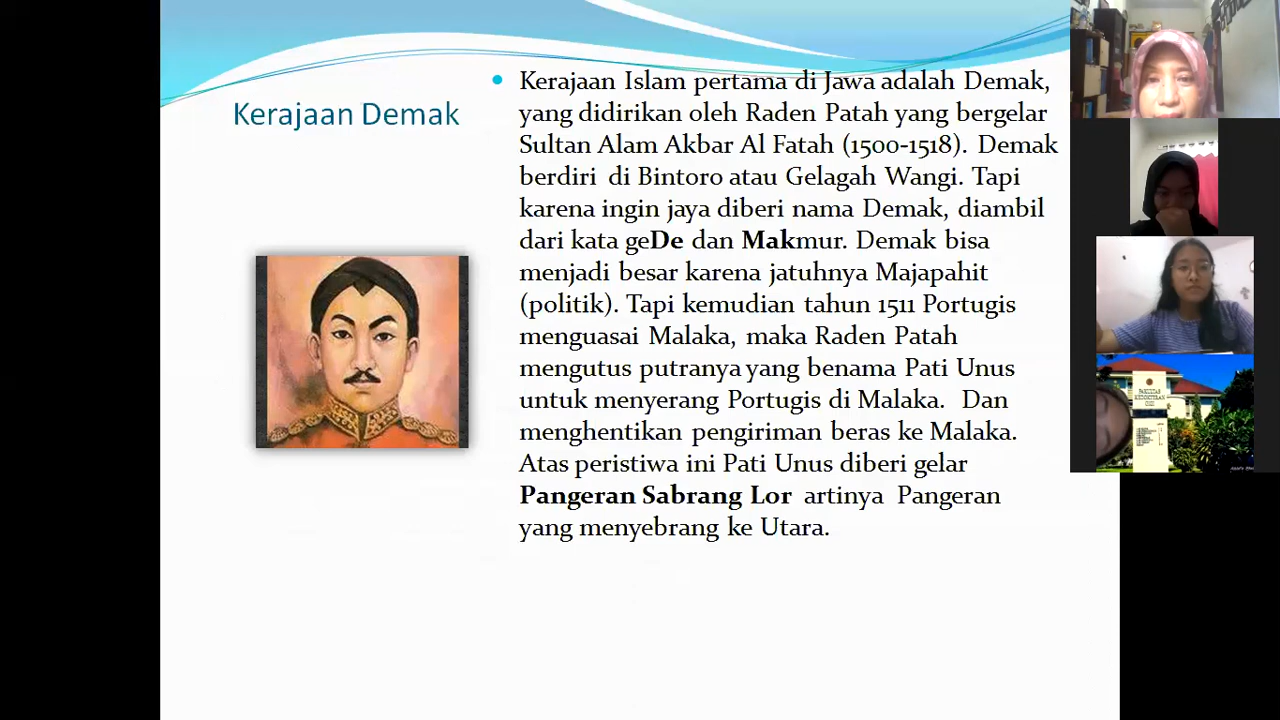 Kerajaan Demak
Kerajaan Islam pertama di Jawa adalah Demak,
yang didirikan oleh Raden Patah yang bergelar
Sultan Alam Akbar Al Fatah (1500-1518). Demak
berdiri di Bintoro atau Gelagah Wangi. Tapi
karena ingin jaya diberi nama Demak, diambil
dari kata geDe dan Makmur. Demak bisa
menjadi besar karena jatuhnya Majapahit
(politik). Tapi kemudian tahun 1511 Portugis
menguasai Malaka, maka Raden Patah
mengutus putranya yang benama Pati Unus
untuk menyerang Portugis di Malaka. Dan
menghentikan pengiriman beras ke Malaka.
Atas peristiwa ini Pati Unus diberi gelar
Pangeran Sabrang Lor artinya Pangeran
yang menyebrang ke Utara.
FAKULTAS
KEDOKTERAN